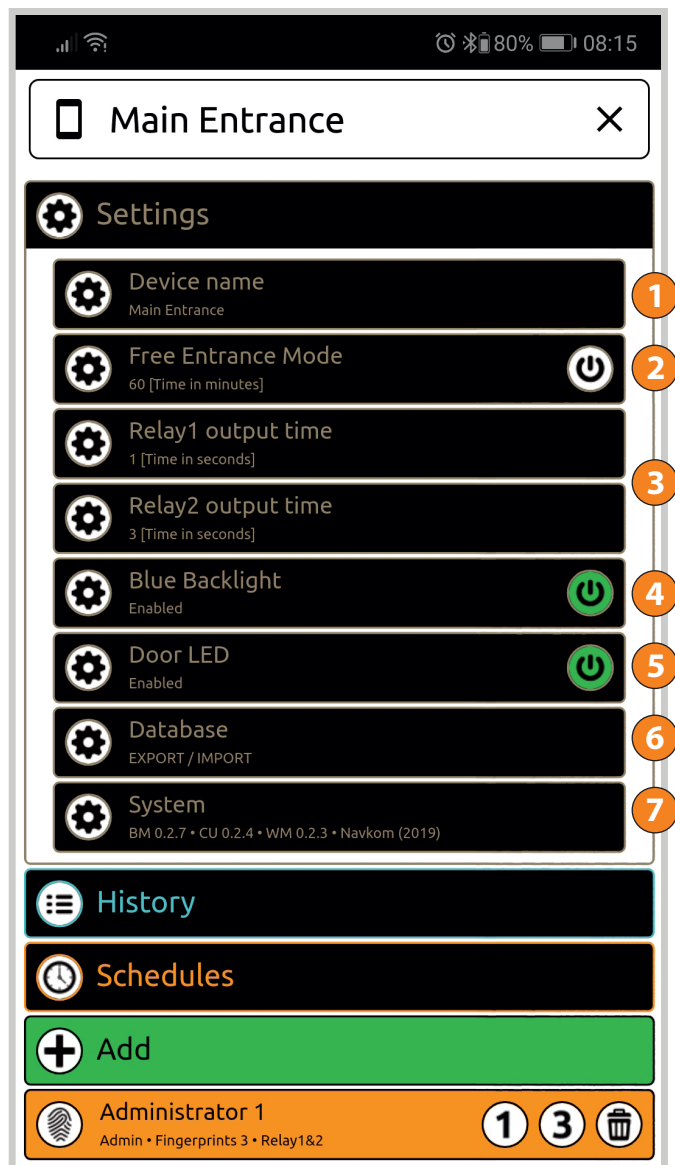 80% 08:15
Main Entrance
Settings
Device name
Main Entrance
1
Free Entrance Mode
60 [Time in minutes]
2
Relay1 output time
1 [Time in seconds]
3
Relay2 output time
3 [Time in seconds]
Blue Backlight
Enabled
4
Door LED
Enabled
5
Database
EXPORT / IMPORT
6
System
BM 0.2.7 • CU 0.2.4 • WM 0.2.3 • Navkom (2019)
7
History
Schedules
Add
Administrator 1
Admin • Fingerprints 3 • Relay1&2
1 3